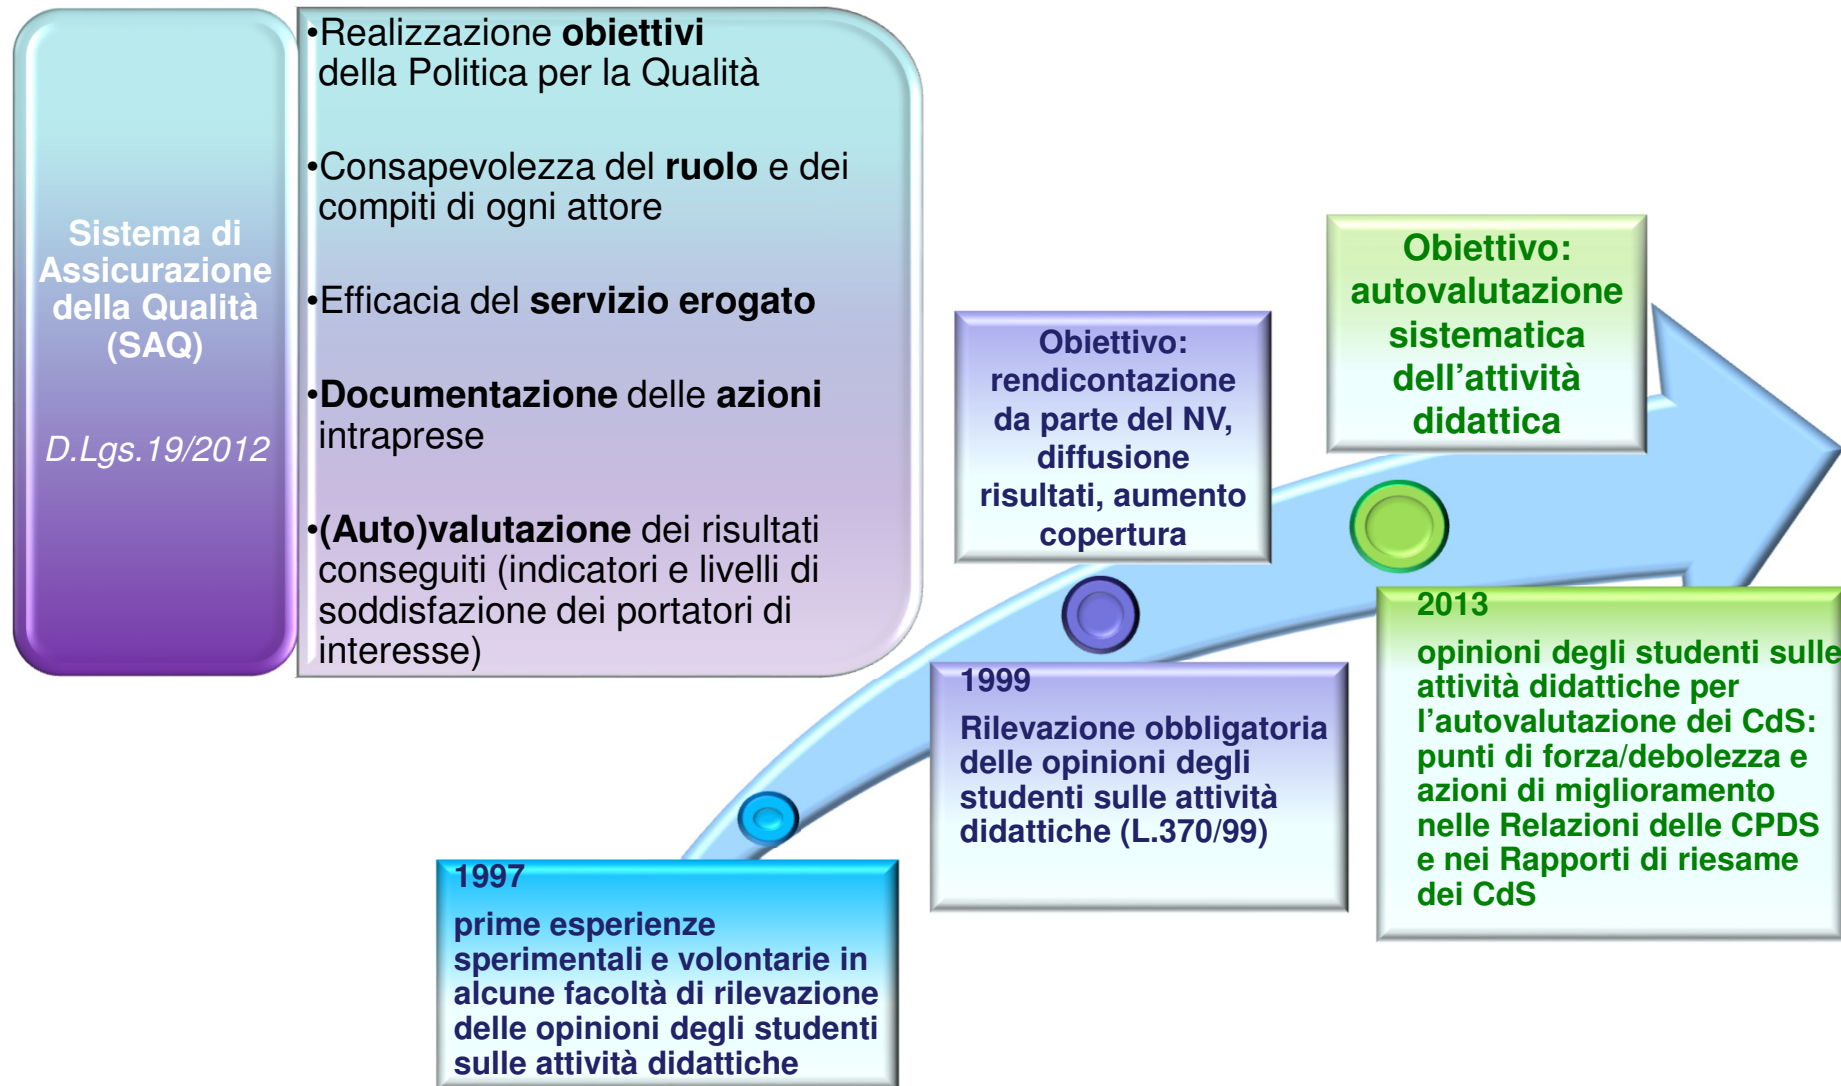 Sistema di
Assicurazione
della Qualità
(SAQ)
D.Lgs.19/2012
•Realizzazione obiettivi
della Politica per la Qualità
•Consapevolezza del ruolo e dei
compiti di ogni attore
•Efficacia del servizio erogato
•Documentazione delle azioni
intraprese
•(Auto)valutazione dei risultati
conseguiti (indicatori e livelli di
soddisfazione dei portatori di
interesse)
1997
prime esperienze
sperimentali e volontarie in
alcune facoltà di rilevazione
delle opinioni degli studenti
sulle attività didattiche
Obiettivo:
rendicontazione
da parte del NV,
diffusione
risultati, aumento
copertura
1999
Rilevazione obbligatoria
delle opinioni degli
studenti sulle attività
didattiche (L.370/99)
Obiettivo:
autovalutazione
sistematica
dell’attività
didattica
2013
opinioni degli studenti sulle
attività didattiche per
l’autovalutazione dei CdS:
punti di forza/debolezza e
azioni di miglioramento
nelle Relazioni delle CPDS
e nei Rapporti di riesame
dei CdS